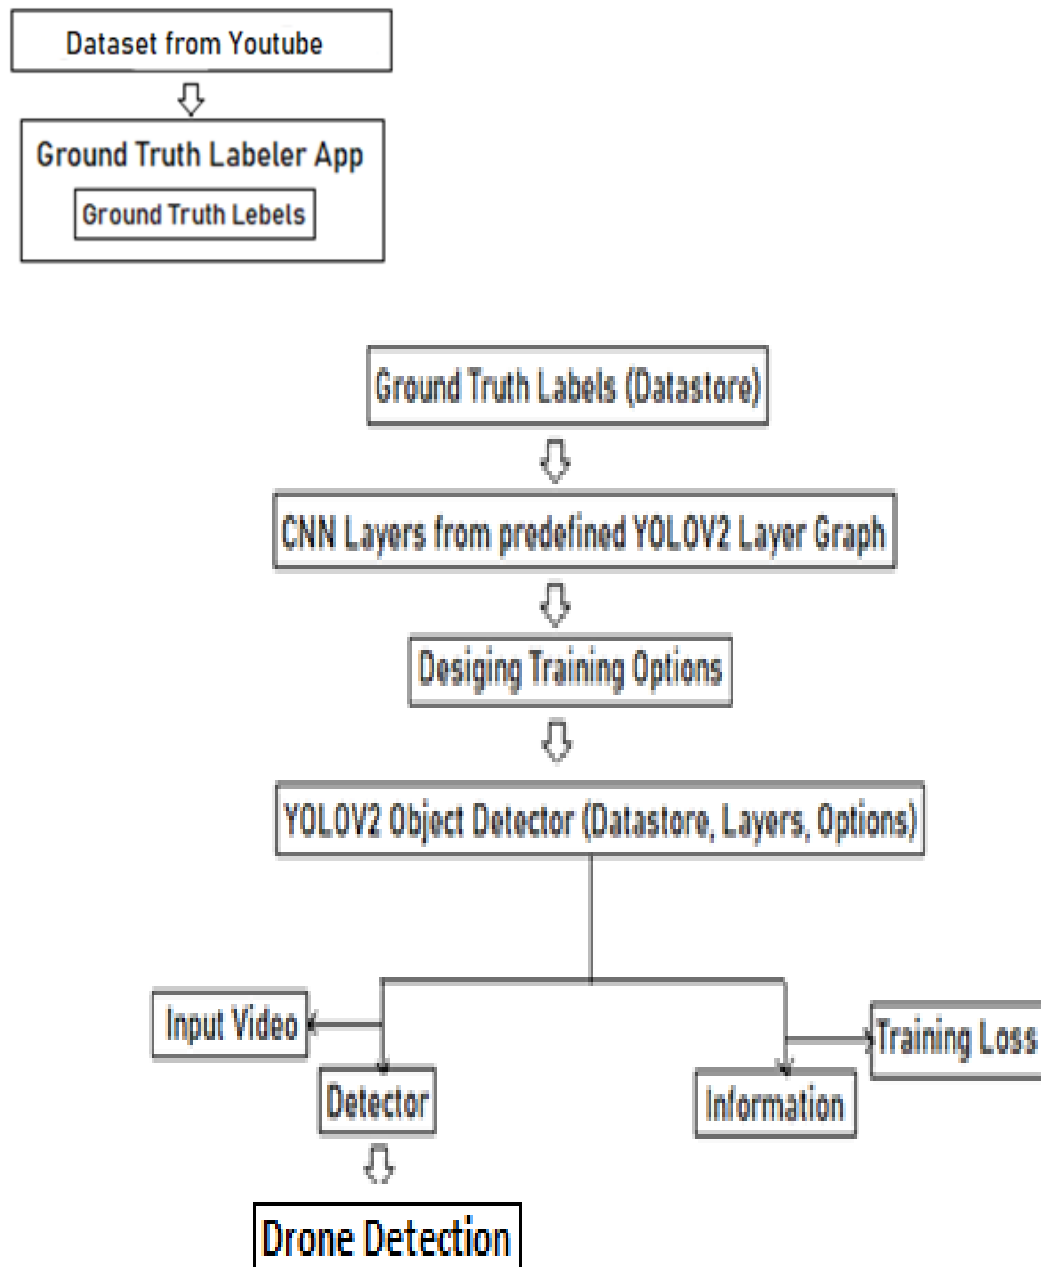 Dataset from Youtube
Ground Truth Labeler App
Ground Truth Lebels
Ground Truth Labels (Datastore)
CNN Layers from predefined YOLOV2 Layer Graph
Desiging Training Options
YOLOV2 Object Detector (Datastore, Layers, Options)
Input Video
Training Loss
Detector
Information
Drone Detection